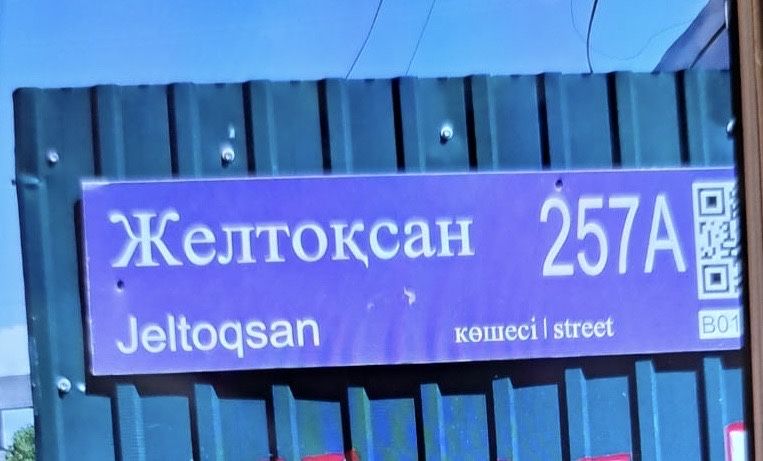 Желтоқсан 257А
Jeltoqsan көшесі | street
B01